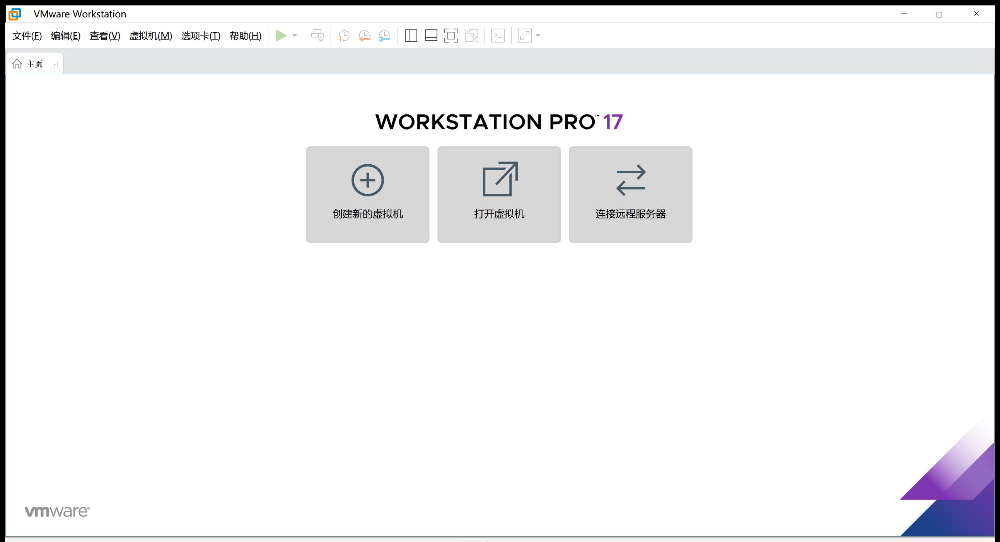 VMware Workstation
文件(F) 编辑(E) 查看(V) 虚拟机(M) 选项卡(T) 帮助(H)
主页
WORKSTATION PRO™ 17
创建新的虚拟机 打开虚拟机 连接远程服务器
vmware®